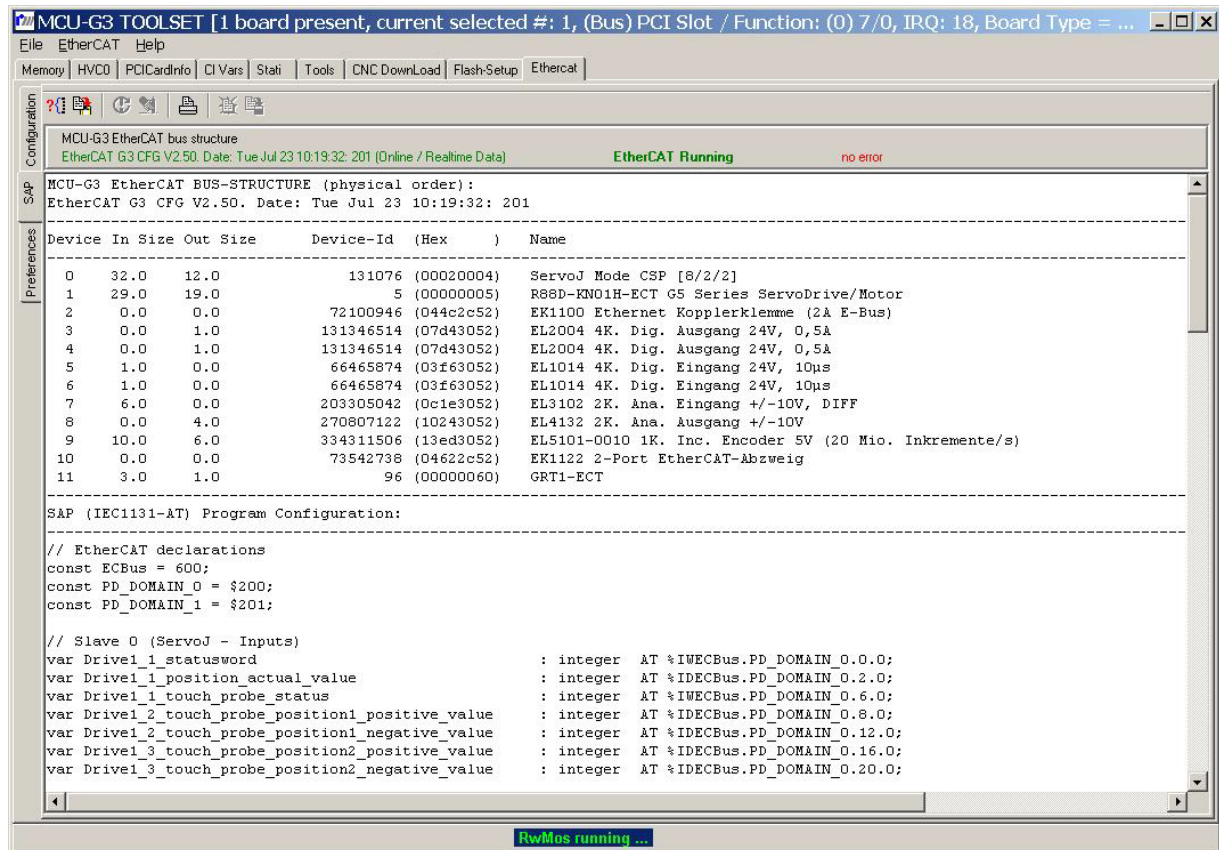 MCU-G3 TOOLSET [1 board present, current selected #: 1, (Bus) PCI Slot / Function: (0) 7/0, IRQ: 18, Board Type = ...
File EtherCAT Help
Memory HVC0 PCICardInfo CI Vars Stati Tools CNC DownLoad Flash-Setup Ethercat
Configuration
SAP
Preferences
MCU-G3 EtherCAT bus structure
EtherCAT G3 CFG V2.50. Date: Tue Jul 23 10:19:32: 201 (Online / Realtime Data) EtherCAT Running no error
MCU-G3 EtherCAT BUS-STRUCTURE (physical order):
EtherCAT G3 CFG V2.50. Date: Tue Jul 23 10:19:32: 201
Device In Size Out Size Device-Id (Hex ) Name
0 32.0 12.0 131076 (00020004) ServoJ Mode CSP [8/2/2]
1 29.0 19.0 5 (00000005) R88D-KN01H-ECT G5 Series ServoDrive/Motor
2 0.0 0.0 72100946 (044c2c52) EK1100 Ethernet Kopplerklemme (2A E-Bus)
3 0.0 1.0 131346514 (07d43052) EL2004 4K. Dig. Ausgang 24V, 0,5A
4 0.0 1.0 131346514 (07d43052) EL2004 4K. Dig. Ausgang 24V, 0,5A
5 1.0 0.0 66465874 (03f63052) EL1014 4K. Dig. Eingang 24V, 10µs
6 1.0 0.0 66465874 (03f63052) EL1014 4K. Dig. Eingang 24V, 10µs
7 6.0 0.0 203305042 (0c1e3052) EL3102 2K. Ana. Eingang +/-10V, DIFF
8 0.0 4.0 270807122 (10243052) EL4132 2K. Ana. Ausgang +/-10V
9 10.0 6.0 334311506 (13ed3052) EL5101-0010 1K. Inc. Encoder 5V (20 Mio. Inkremente/s)
10 0.0 0.0 73542738 (04622c52) EK1122 2-Port EtherCAT-Abzweig
11 3.0 1.0 96 (00000060) GRT1-ECT
SAP (IEC1131-AT) Program Configuration:
// EtherCAT declarations
const ECBus = 600;
const PD_DOMAIN_0 = $200;
const PD_DOMAIN_1 = $201;
// Slave 0 (ServoJ - Inputs)
var Drive1_1_statusword : integer AT %IWECBus.PD_DOMAIN_0.0.0;
var Drive1_1_position_actual_value : integer AT %IDECBus.PD_DOMAIN_0.2.0;
var Drive1_1_touch_probe_status : integer AT %IWECBus.PD_DOMAIN_0.6.0;
var Drive1_2_touch_probe_position1_positive_value : integer AT %IDECBus.PD_DOMAIN_0.8.0;
var Drive1_2_touch_probe_position1_negative_value : integer AT %IDECBus.PD_DOMAIN_0.12.0;
var Drive1_3_touch_probe_position2_positive_value : integer AT %IDECBus.PD_DOMAIN_0.16.0;
var Drive1_3_touch_probe_position2_negative_value : integer AT %IDECBus.PD_DOMAIN_0.20.0;
RwMos running ...